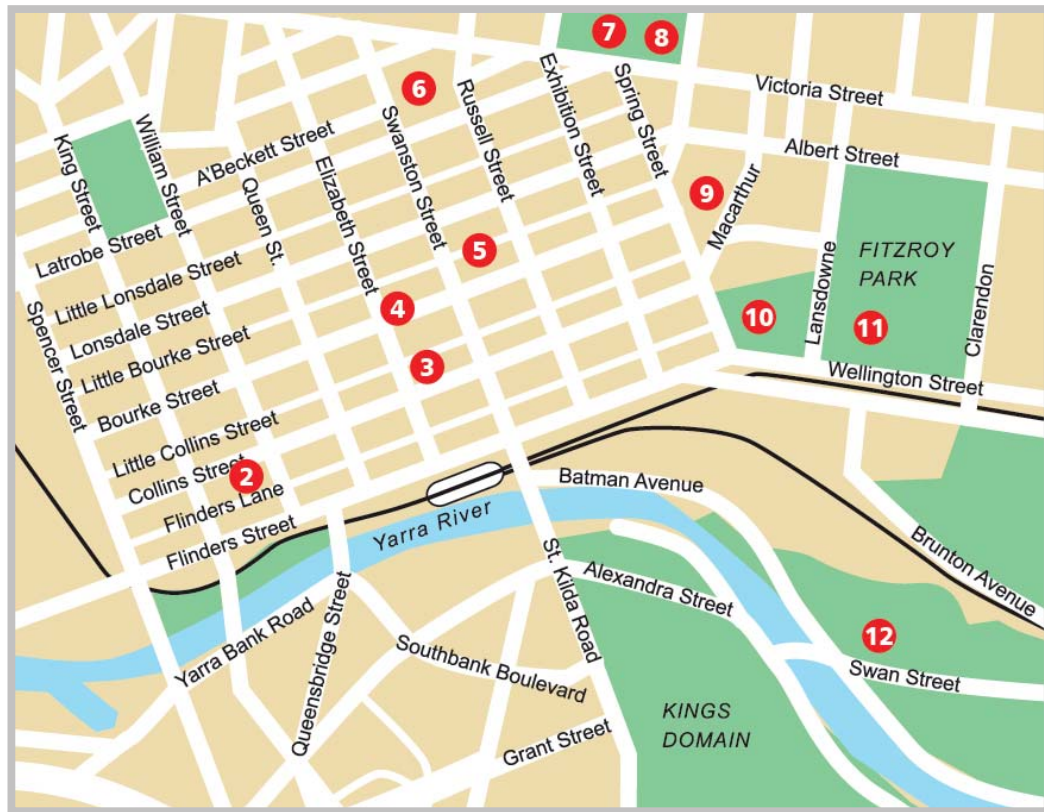 7
8
6
Victoria Street
Exhibition Street
Spring Street
Russell Street
King Street
William Street
A'Beckett Street
Swanston Street
Albert Street
Elizabeth Street
Queen St.
9
Macarthur
Latrobe Street
5
FITZROY
PARK
Little Lonsdale Street
Lansdowne
Clarendon
4
10
11
Lonsdale Street
Spencer Street
Little Bourke Street
3
Wellington Street
Bourke Street
Little Collins Street
Collins Street
2
Flinders Lane
Batman Avenue
Flinders Street
Yarra River
Brunton Avenue
St. Kilda Road
Alexandra Street
Queensbridge Street
Yarra Bank Road
12
Southbank Boulevard
Swan Street
KINGS
DOMAIN
Grant Street